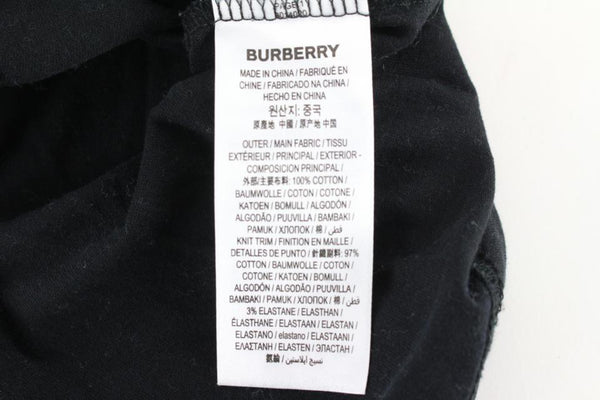 PAGE 1
BURBERRY
MADE IN CHINA / FABRIQUÉ EN
CHINE / FABRICADO NA CHINA /
HECHO EN CHINA
원산지: 중국
原產地 中國 / 原产地 中国
OUTER / MAIN FABRIC / TISSU
EXTÉRIEUR / PRINCIPAL / EXTERIOR -
COMPOSICION PRINCIPAL /
外部/主要布料: 100% COTTON /
BAUMWOLLE / COTON / COTONE /
KATOEN / BOMULL / ALGODÓN /
ALGODÃO / PUUVILLA / BAMBAKI /
PAMUK / ХЛОПОК / 棉 / قطن /
KNIT TRIM / FINITION EN MAILLE /
DETALLES DE PUNTO / 針織副料: 97%
COTTON / BAUMWOLLE / COTON /
COTONE / KATOEN / BOMULL /
ALGODÓN / ALGODÃO / PUUVILLA /
BAMBAKI / PAMUK / ХЛОПОК / 棉 / قطن /
3% ELASTANE / ELASTHAN /
ÉLASTHANE / ELASTAAN / ELASTAN /
ELASTANO / elastano / ELASTAANI /
ΕΛΑΣΤΑΝΗ / ELASTEN / ЭЛАСТАН /
氨綸 / نسيج إيلاستين